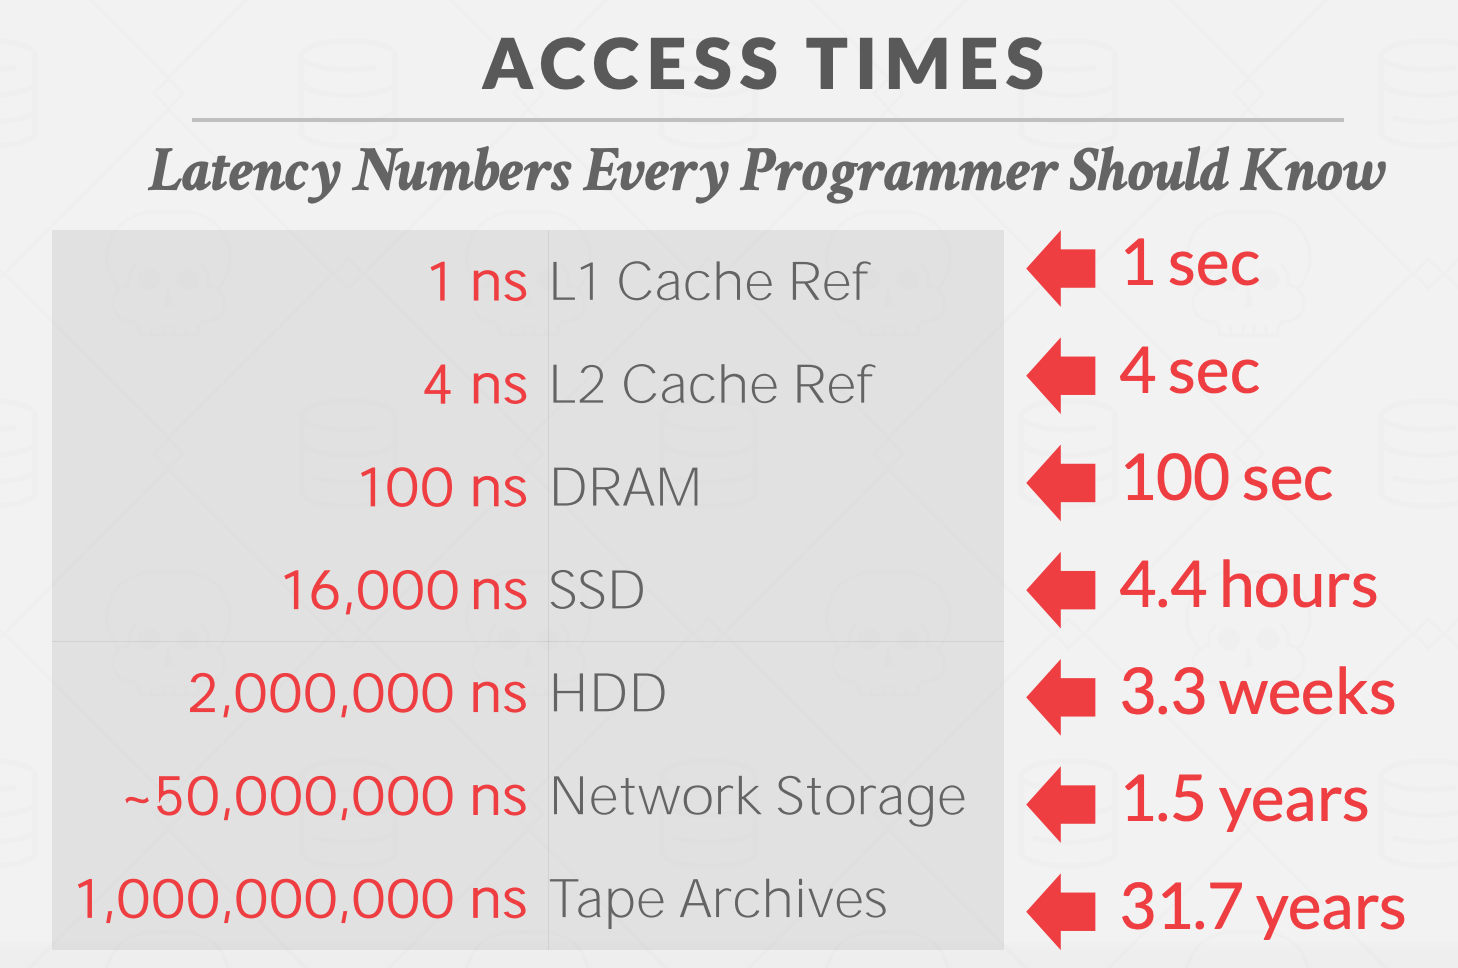 ACCESS TIMES
Latency Numbers Every Programmer Should Know
1 ns L1 Cache Ref 1 sec
4 ns L2 Cache Ref 4 sec
100 ns DRAM 100 sec
16,000 ns SSD 4.4 hours
2,000,000 ns HDD 3.3 weeks
~50,000,000 ns Network Storage 1.5 years
1,000,000,000 ns Tape Archives 31.7 years